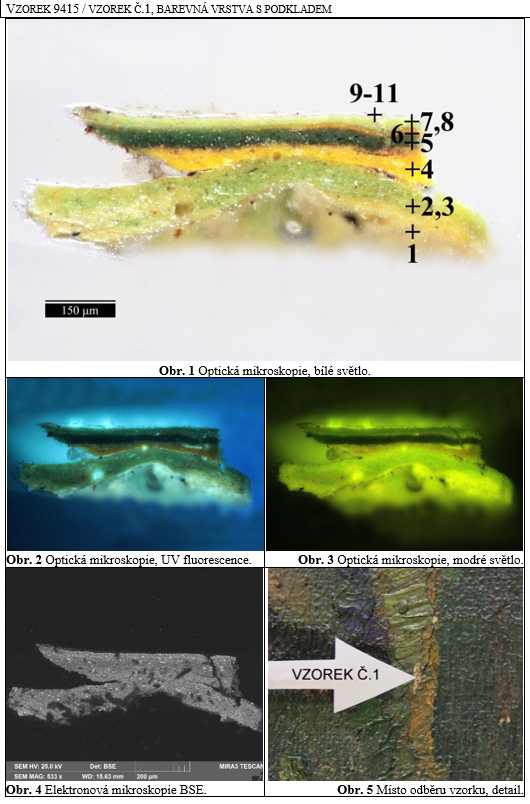 VZOREK 9415 / VZOREK Č.1, BAREVNÁ VRSTVA S PODKLADEM
9-11
+
+7,8
6+
+5
+4
+2,3
+
1
150 µm
Obr. 1 Optická mikroskopie, bílé světlo.
Obr. 2 Optická mikroskopie, UV fluorescence.
Obr. 3 Optická mikroskopie, modré světlo.
SEM HV: 25.0 kV Det: BSE MIRA3 TESCAN
SEM MAG: 533 x WD: 15.63 mm 200 µm
VZOREK Č.1
Obr. 4 Elektronová mikroskopie BSE.
Obr. 5 Místo odběru vzorku, detail.